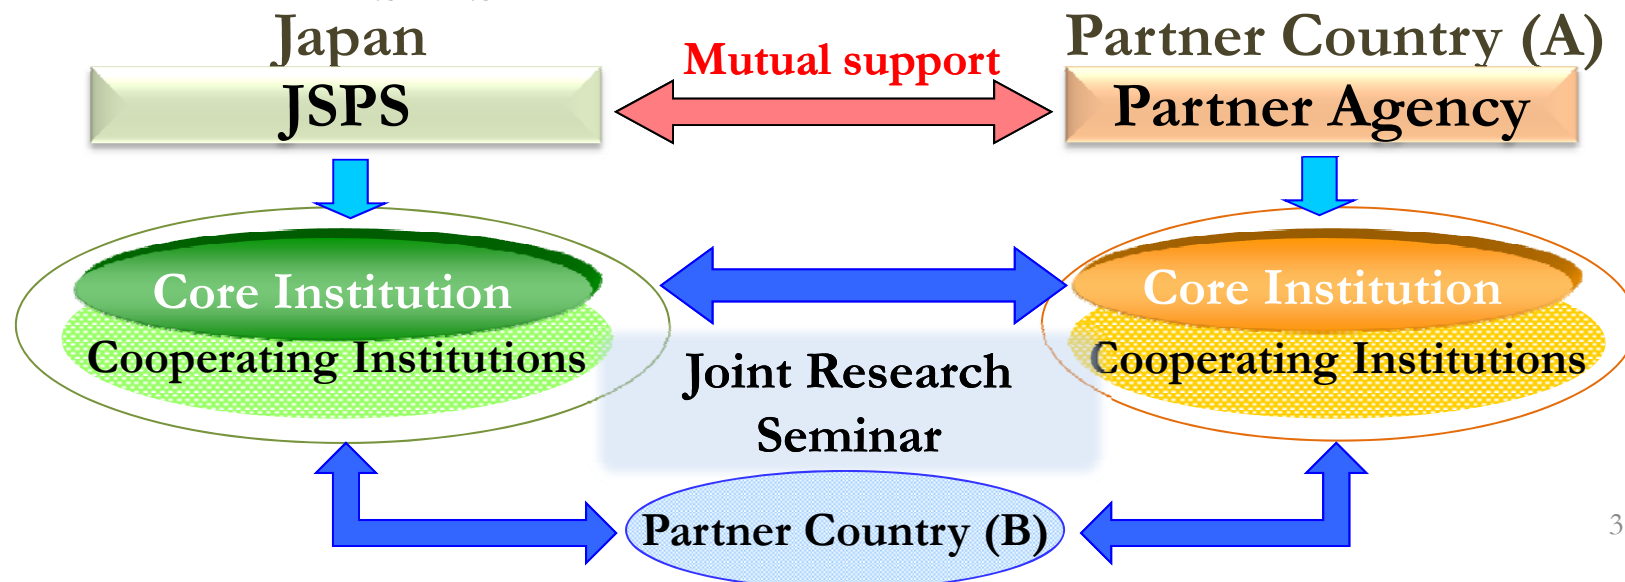 Japan
Partner Country (A)
Mutual support
JSPS
Partner Agency
Core Institution
Core Institution
Cooperating Institutions
Cooperating Institutions
Joint Research
Seminar
Partner Country (B)
3